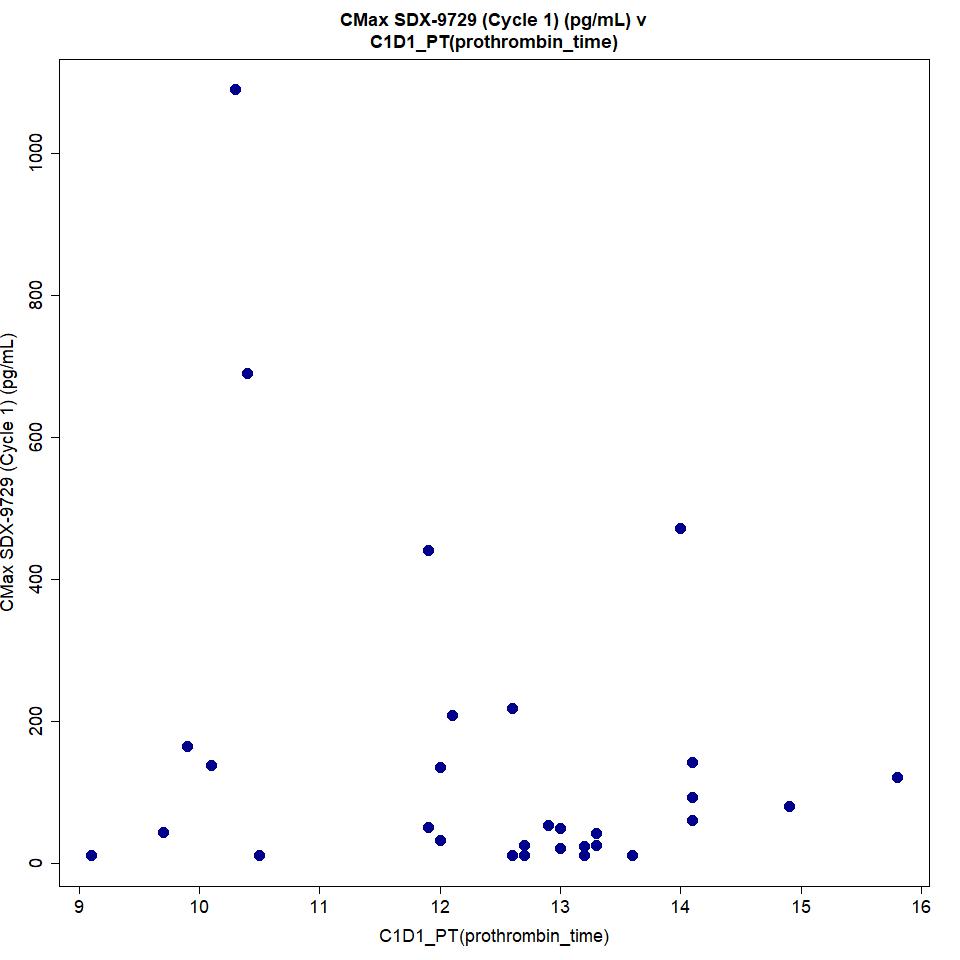 CMax SDX-9729 (Cycle 1) (pg/mL) v
C1D1_PT(prothrombin_time)
1000
800
600
400
200
0
CMax SDX-9729 (Cycle 1) (pg/mL)
9 10 11 12 13 14 15 16
C1D1_PT(prothrombin_time)